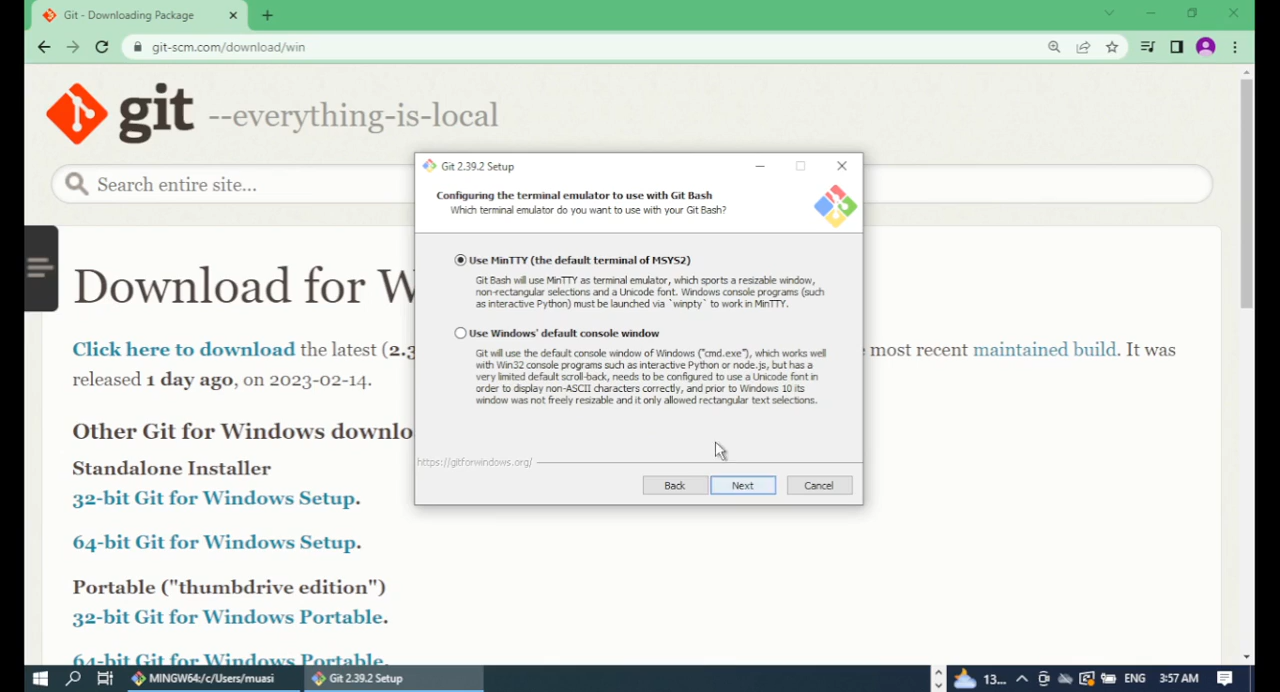 Git - Downloading Package
git-scm.com/download/win
git --everything-is-local
Search entire site...
Git 2.39.2 Setup
Configuring the terminal emulator to use with Git Bash
Which terminal emulator do you want to use with your Git Bash?
Use MinTTY (the default terminal of MSYS2)
Git Bash will use MinTTY as terminal emulator, which sports a resizable window,
non-rectangular selections and a Unicode font. Windows console programs (such
as interactive Python) must be launched via `winpty` to work in MinTTY.
Use Windows' default console window
Git will use the default console window of Windows ("cmd.exe"), which works well
with Win32 console programs such as interactive Python or node.js, but has a
very limited default scroll-back, needs to be configured to use a Unicode font in
order to display non-ASCII characters correctly, and prior to Windows 10 its
window was not freely resizable and it only allowed rectangular text selections.
https://gitforwindows.org/
Back Next Cancel
Download for W
Click here to download the latest (2.3 most recent maintained build. It was
released 1 day ago, on 2023-02-14.
Other Git for Windows downlo
Standalone Installer
32-bit Git for Windows Setup.
64-bit Git for Windows Setup.
Portable ("thumbdrive edition")
32-bit Git for Windows Portable.
64-bit Git for Windows Portable.
MINGW64:/c/Users/muasi
Git 2.39.2 Setup
13...
ENG
3:57 AM